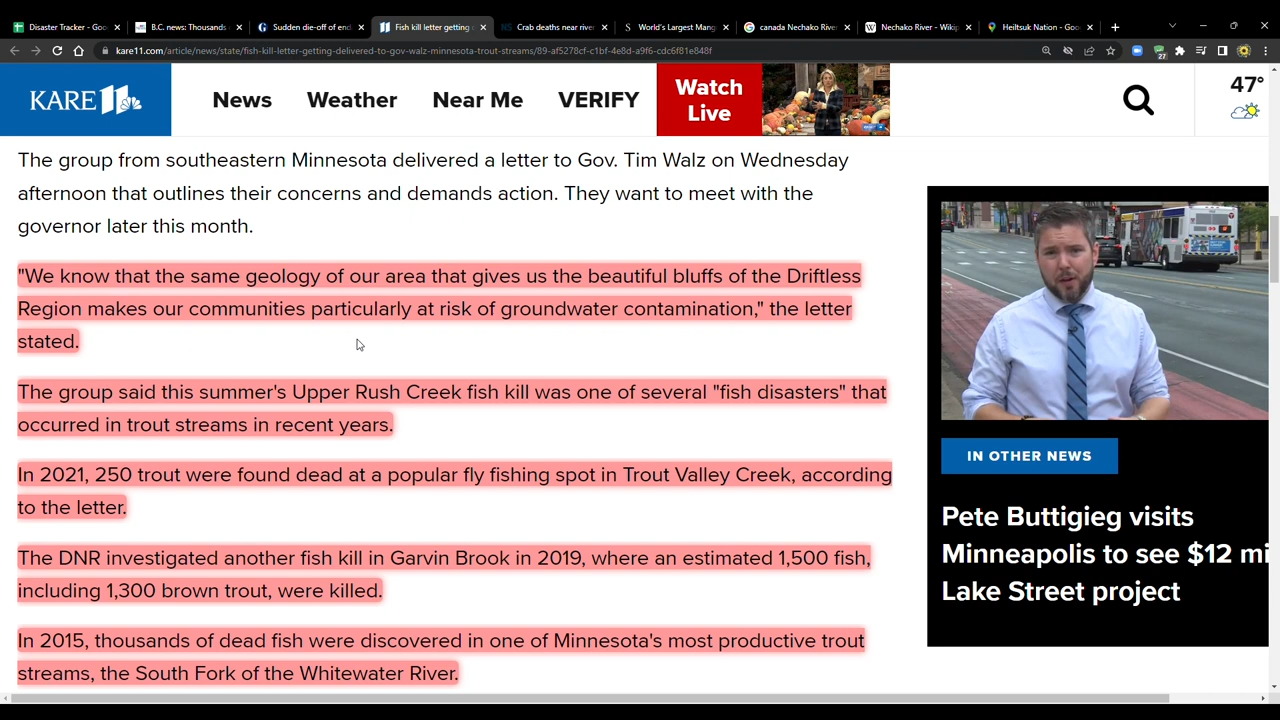 Disaster Tracker - Goo
B.C. news: Thousands
Sudden die-off of end
Fish kill letter getting
Crab deaths near river
World's Largest Mang
canada Nechako River
Nechako River - Wikip
Heiltsuk Nation - Goo
kare11.com/article/news/state/fish-kill-letter-getting-delivered-to-gov-walz-minnesota-trout-streams/89-af5278cf-c1bf-4e8d-a9f6-cdc6f81e848f
27
KARE 11
News
Weather
Near Me
VERIFY
Watch
Live
47°
The group from southeastern Minnesota delivered a letter to Gov. Tim Walz on Wednesday
afternoon that outlines their concerns and demands action. They want to meet with the
governor later this month.
"We know that the same geology of our area that gives us the beautiful bluffs of the Driftless
Region makes our communities particularly at risk of groundwater contamination," the letter
stated.
The group said this summer's Upper Rush Creek fish kill was one of several "fish disasters" that
occurred in trout streams in recent years.
In 2021, 250 trout were found dead at a popular fly fishing spot in Trout Valley Creek, according
to the letter.
The DNR investigated another fish kill in Garvin Brook in 2019, where an estimated 1,500 fish,
including 1,300 brown trout, were killed.
In 2015, thousands of dead fish were discovered in one of Minnesota's most productive trout
streams, the South Fork of the Whitewater River.
IN OTHER NEWS
Pete Buttigieg visits
Minneapolis to see $12 mi
Lake Street project